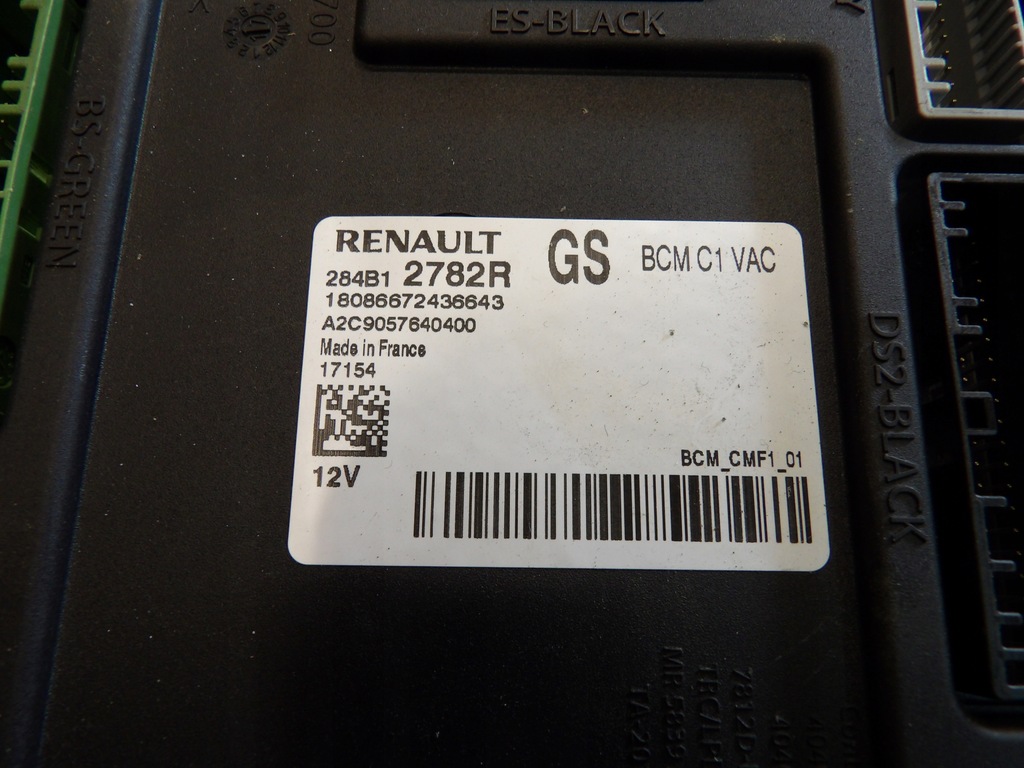 700
ES-BLACK
BS-GREEN
RENAULT GS BCM C1 VAC
284B1 2782R
18086672436643
A2C9057640400
Made in France
17154
12V
BCM_CMF1_01
DS2-BLACK